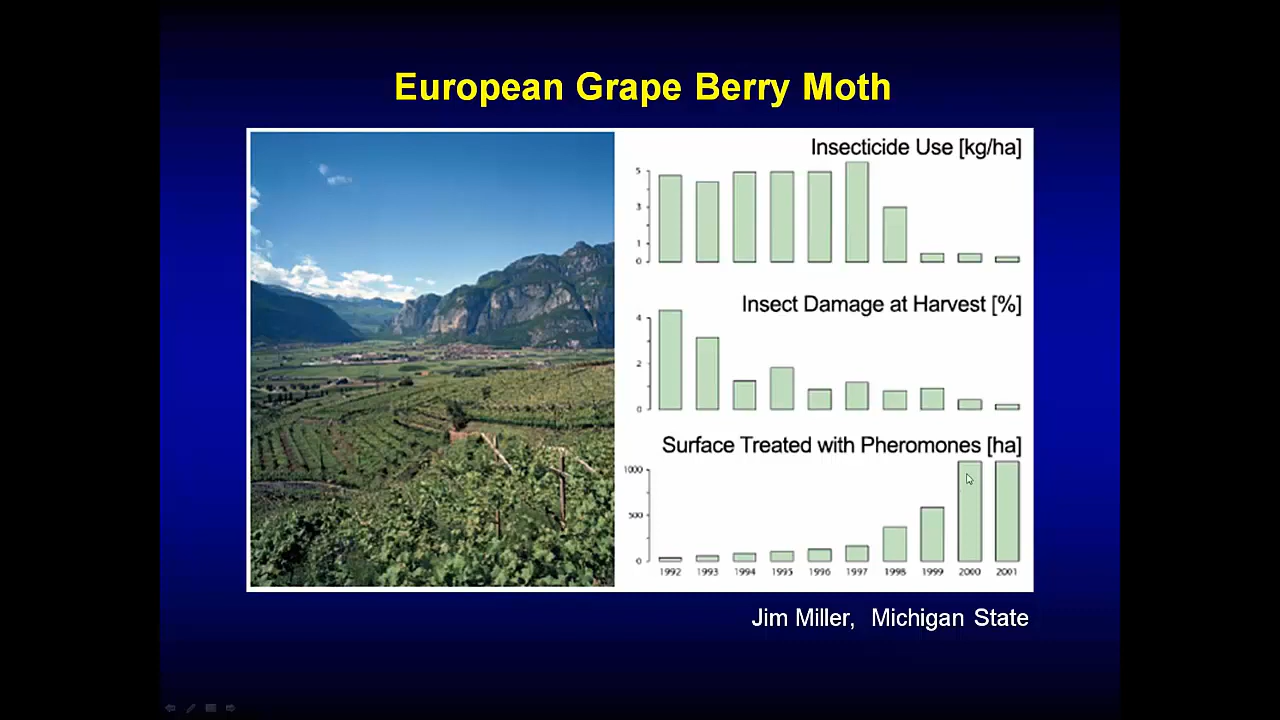 European Grape Berry Moth
Insecticide Use [kg/ha]
5
3
1
0
Insect Damage at Harvest [%]
4
2
0
Surface Treated with Pheromones [ha]
1000
500
0
1992 1993 1994 1995 1996 1997 1998 1999 2000 2001
Jim Miller, Michigan State